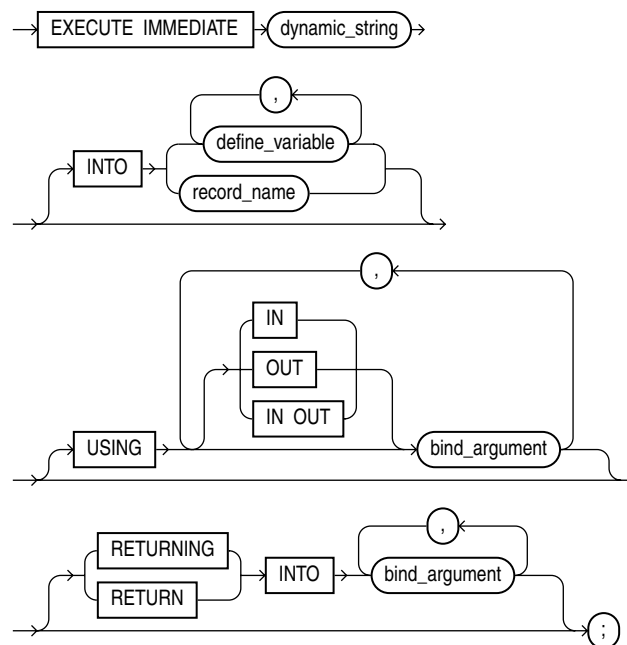 EXECUTE IMMEDIATE dynamic_string
,
define_variable
INTO
record_name
,
IN
OUT
IN OUT
USING bind_argument
,
RETURNING
INTO bind_argument
RETURN
;